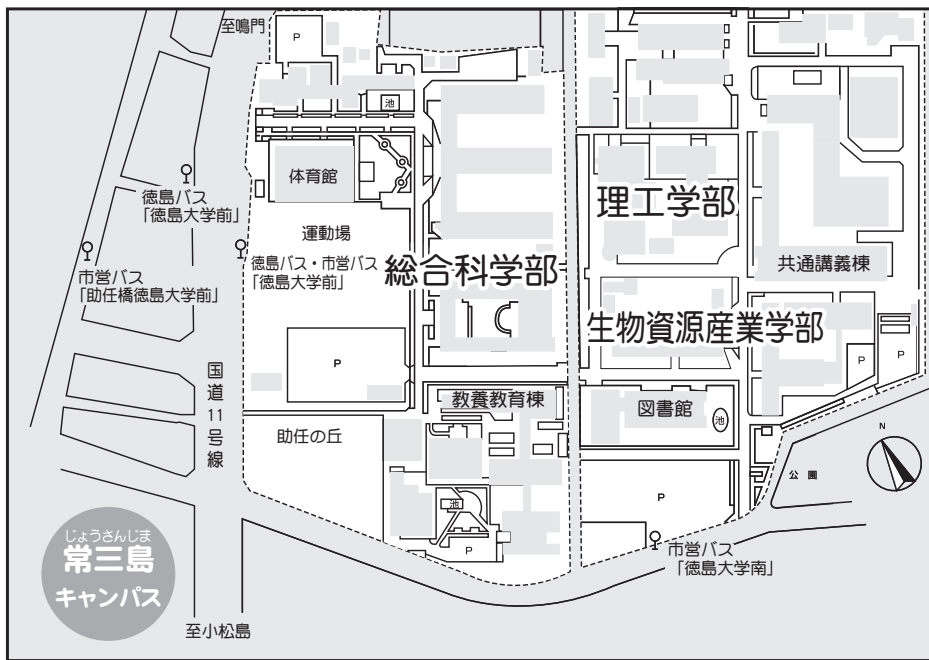 至鳴門
P
池
体育館
徳島バス
「徳島大学前」
運動場
徳島バス・市営バス
「徳島大学前」
市営バス
「助任橋徳島大学前」
総合科学部
理工学部
共通講義棟
生物資源産業学部
P
P
P
国道11号線
教養教育棟
図書館
池
助任の丘
N
公園
池
P
P
市営バス
「徳島大学南」
じょうさんじま
常三島
キャンパス
至小松島